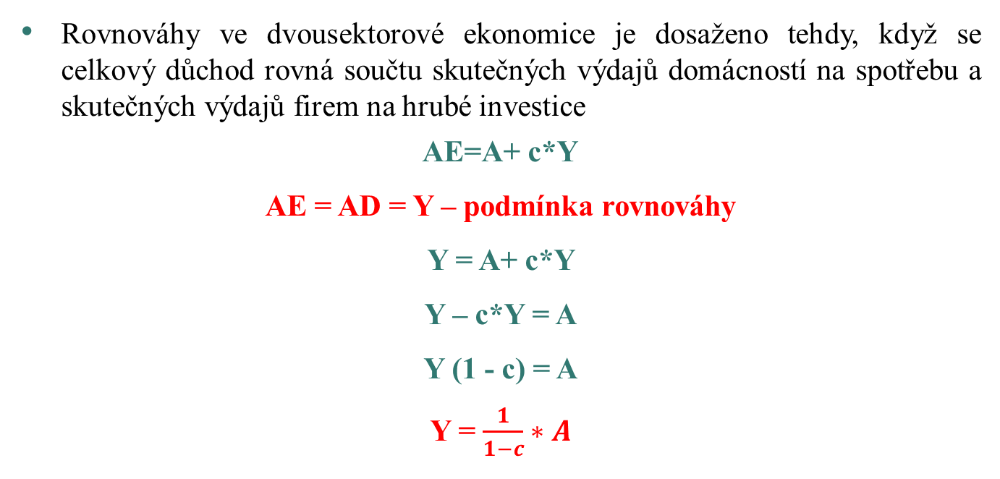 • Rovnováhy ve dvousektorové ekonomice je dosaženo tehdy, když se
celkový důchod rovná součtu skutečných výdajů domácností na spotřebu a
skutečných výdajů firem na hrubé investice
AE=A+ c*Y
AE = AD = Y – podmínka rovnováhy
Y = A+ c*Y
Y – c*Y = A
Y (1 - c) = A
Y = \frac{1}{1-c} * A